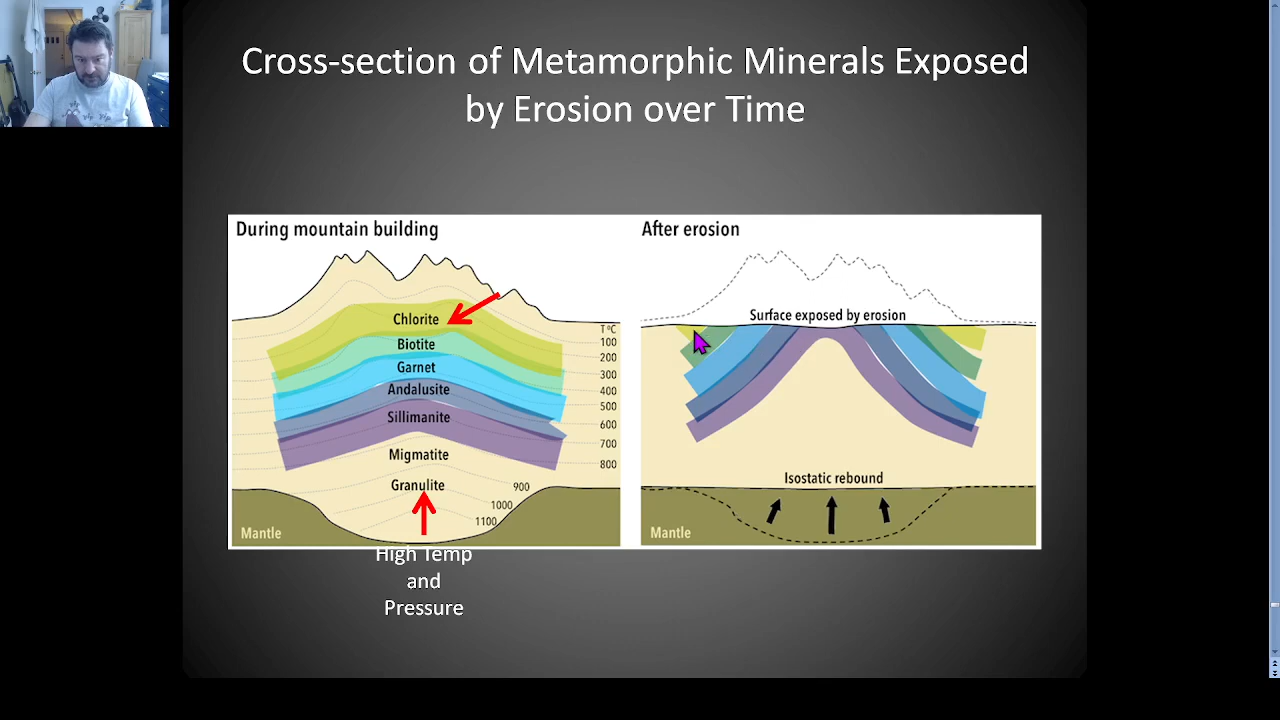 Cross-section of Metamorphic Minerals Exposed
by Erosion over Time
During mountain building
Chlorite
Biotite
Garnet
Andalusite
Sillimanite
Migmatite
Granulite
T °C
100
200
300
400
500
600
700
800
900
1000
1100
Mantle
High Temp
and
Pressure
After erosion
Surface exposed by erosion
Isostatic rebound
Mantle